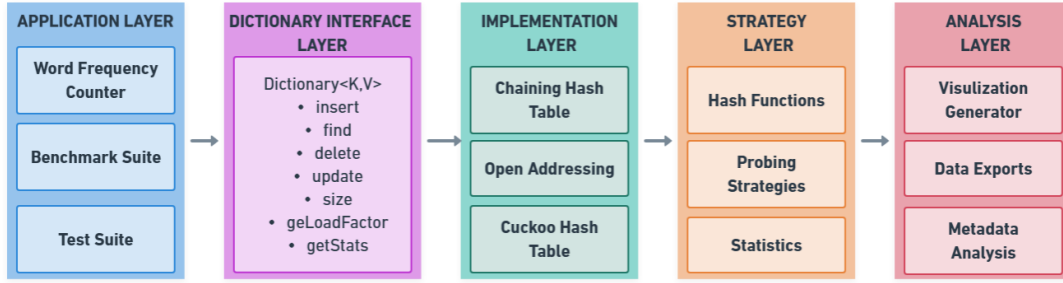 APPLICATION LAYER
Word Frequency
Counter
Benchmark Suite
Test Suite
DICTIONARY INTERFACE
LAYER
Dictionary<K,V>
• insert
• find
• delete
• update
• size
• geLoadFactor
• getStats
IMPLEMENTATION
LAYER
Chaining Hash
Table
Open Addressing
Cuckoo Hash
Table
STRATEGY
LAYER
Hash Functions
Probing
Strategies
Statistics
ANALYSIS
LAYER
Visulization
Generator
Data Exports
Metadata
Analysis